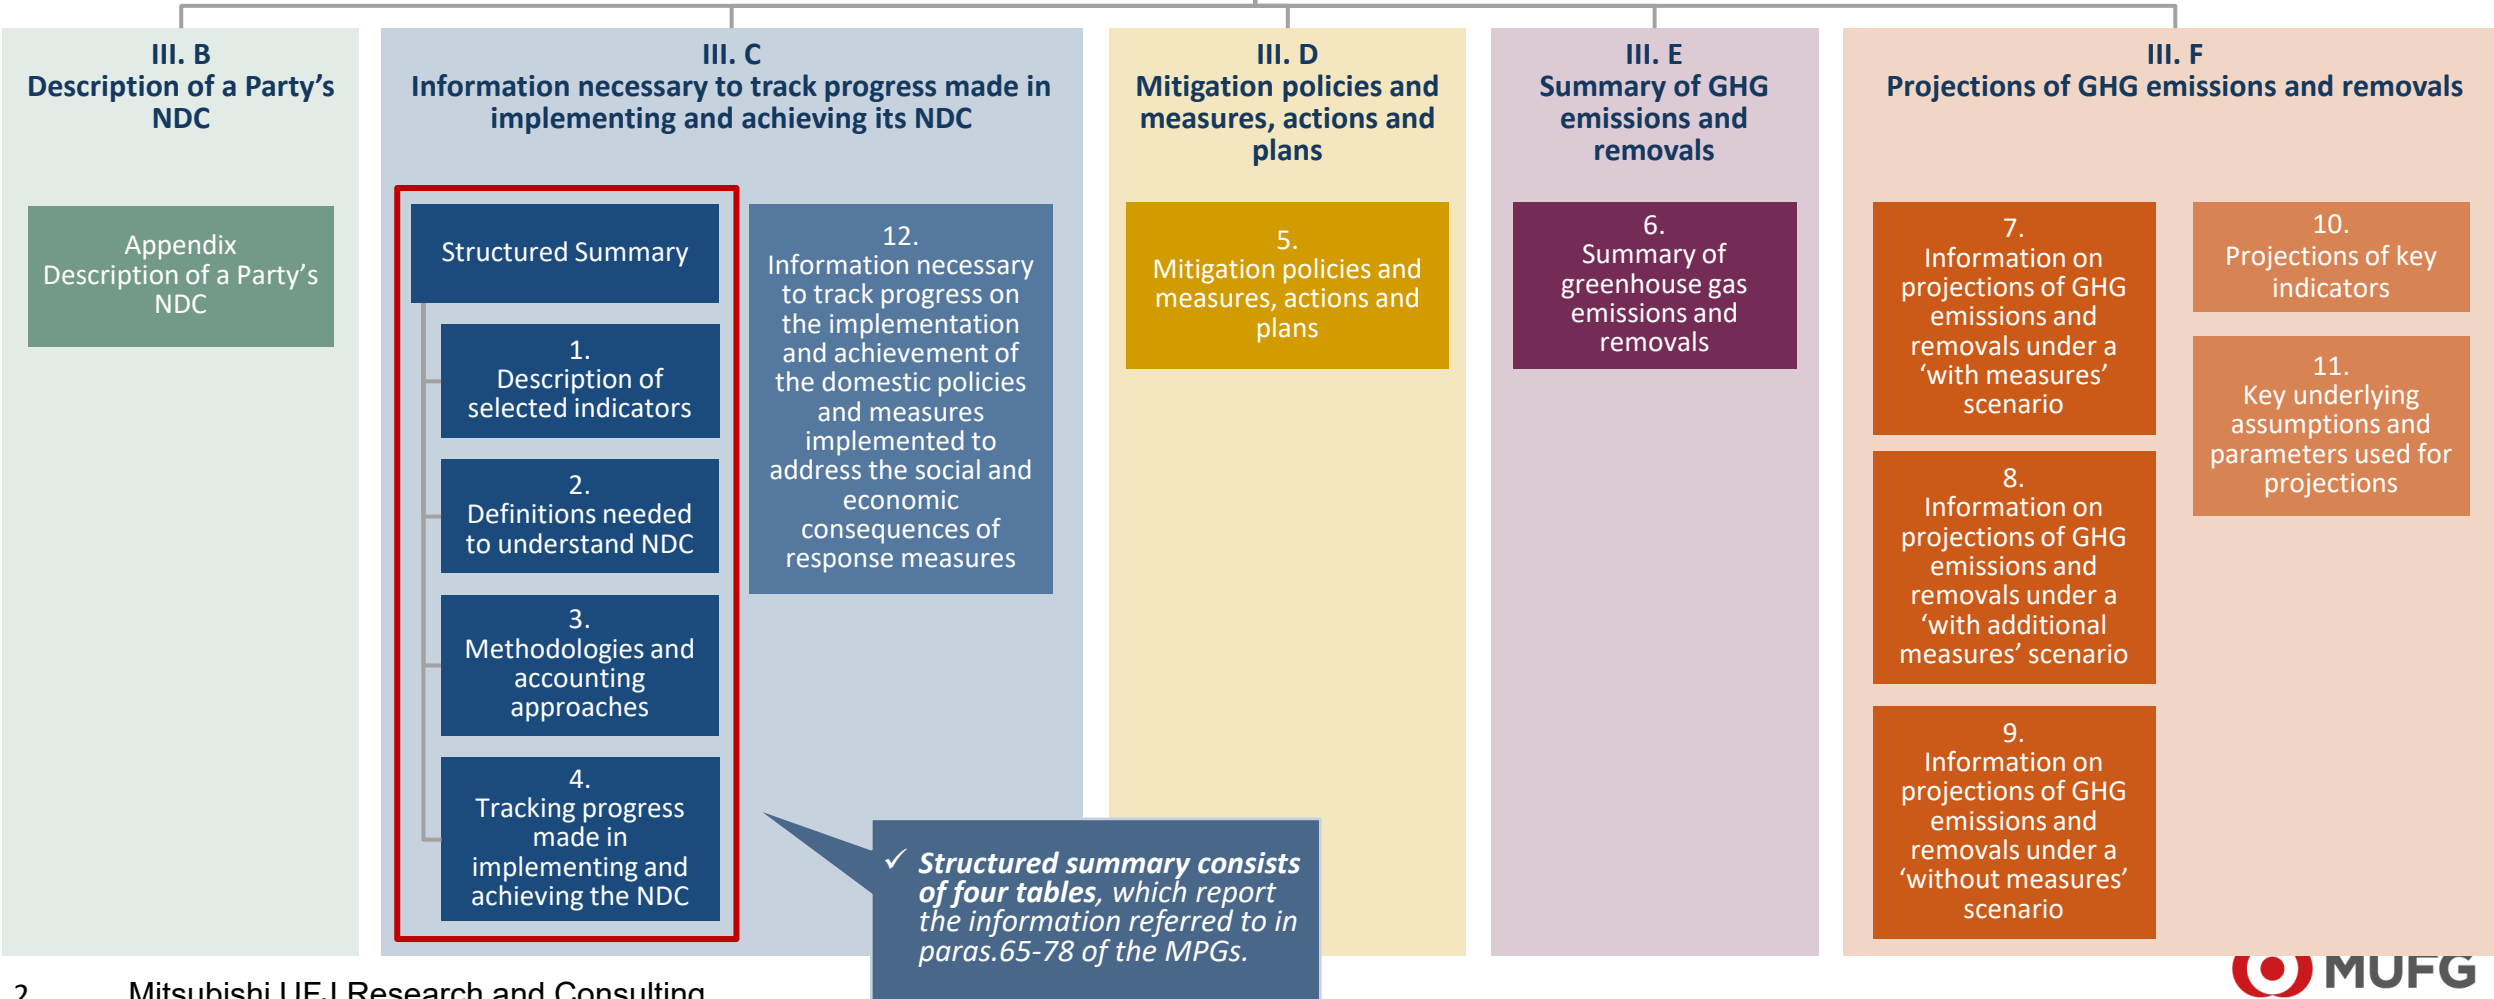 III. B
Description of a Party’s
NDC
Appendix
Description of a Party’s
NDC
III. C
Information necessary to track progress made in
implementing and achieving its NDC
Structured Summary
1.
Description of
selected indicators
2.
Definitions needed
to understand NDC
3.
Methodologies and
accounting
approaches
4.
Tracking progress
made in
implementing and
achieving the NDC
12.
Information necessary
to track progress on
the implementation
and achievement of
the domestic policies
and measures
implemented to
address the social and
economic
consequences of
response measures
✓ Structured summary consists
of four tables, which report
the information referred to in
paras.65-78 of the MPGs.
III. D
Mitigation policies and
measures, actions and
plans
5.
Mitigation policies and
measures, actions and
plans
III. E
Summary of GHG
emissions and
removals
6.
Summary of
greenhouse gas
emissions and
removals
III. F
Projections of GHG emissions and removals
7.
Information on
projections of GHG
emissions and
removals under a
‘with measures’
scenario
8.
Information on
projections of GHG
emissions and
removals under a
‘with additional
measures’ scenario
9.
Information on
projections of GHG
emissions and
removals under a
‘without measures’
scenario
10.
Projections of key
indicators
11.
Key underlying
assumptions and
parameters used for
projections
2 Mitsubishi UFJ Research and Consulting
MUFG